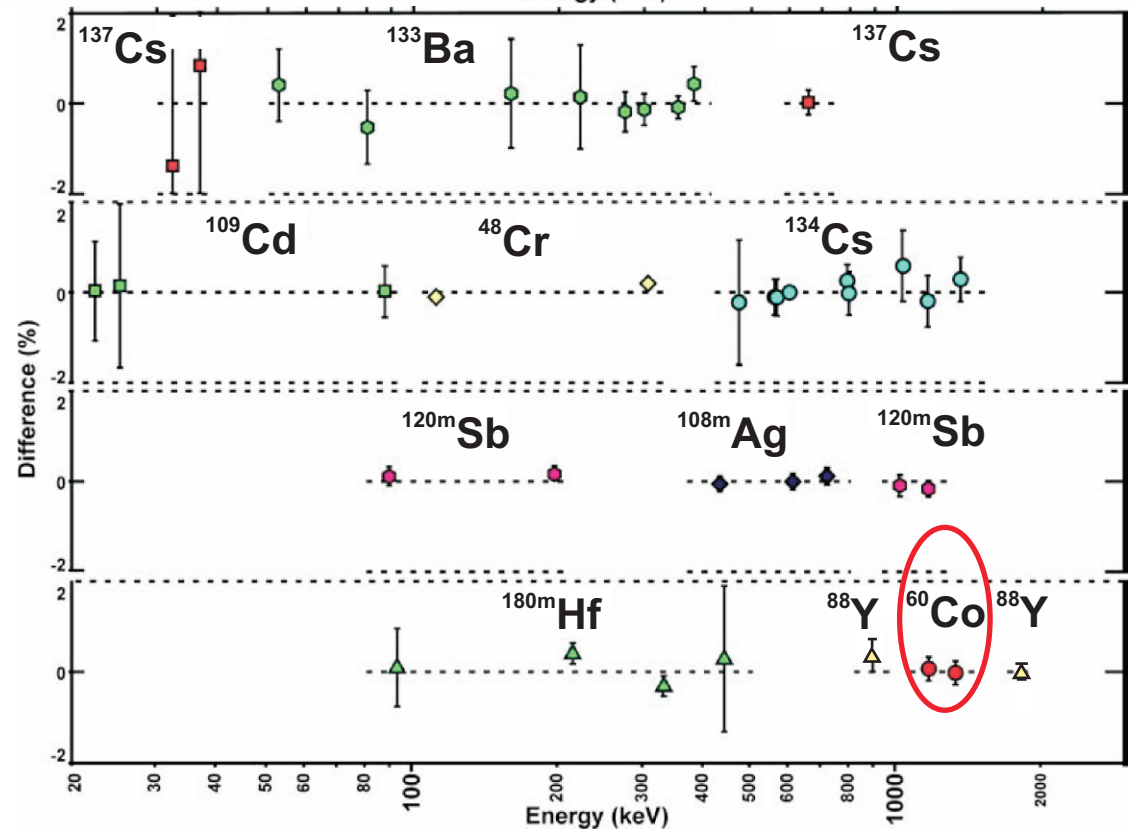 2
137Cs 133Ba 137Cs
0
-2
2
109Cd 48Cr 134Cs
0
-2
Difference (%)
2
120mSb 108mAg 120mSb
0
-2
2
180mHf 88Y 60Co 88Y
0
-2
20 30 40 50 60 80 100 200 300 400 500 600 800 1000 2000
Energy (keV)